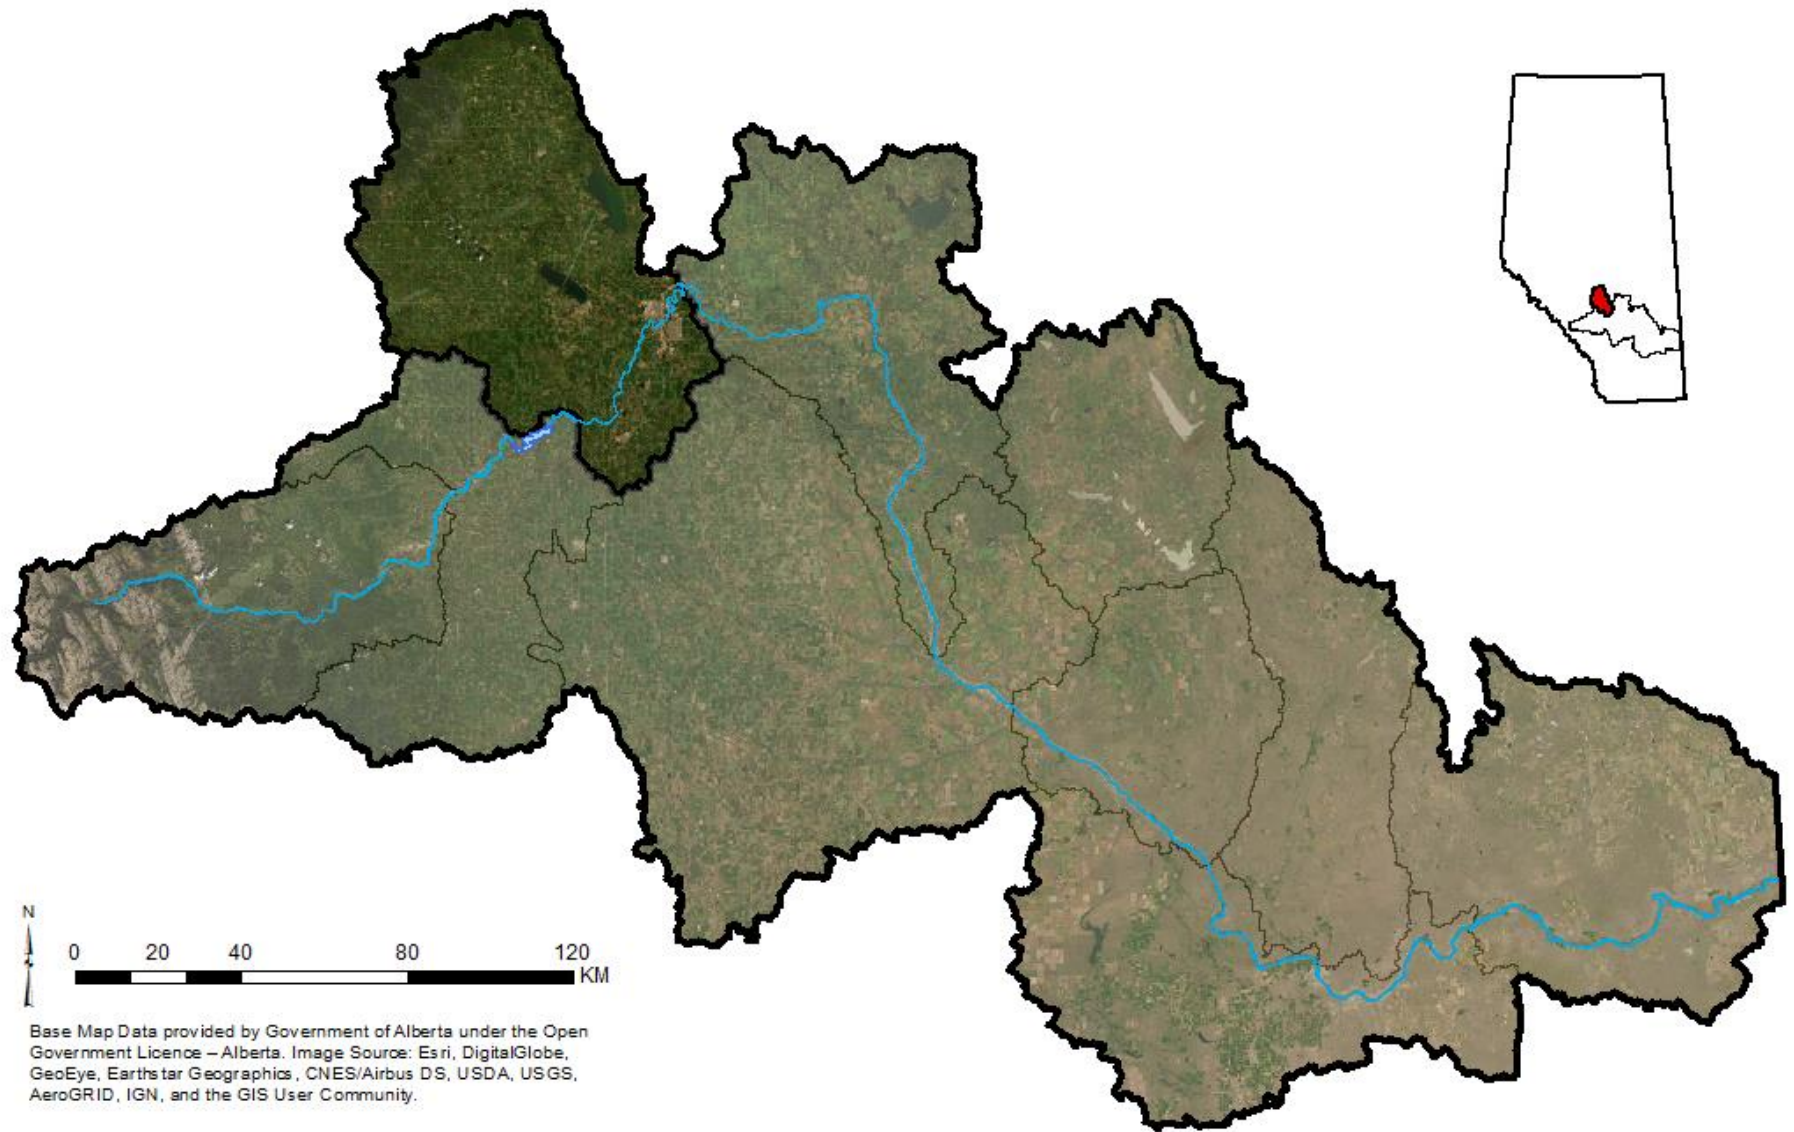 N
0 20 40 80 120
KM
Base Map Data provided by Government of Alberta under the Open
Government Licence – Alberta. Image Source: Esri, DigitalGlobe,
GeoEye, Earthstar Geographics, CNES/Airbus DS, USDA, USGS,
AeroGRID, IGN, and the GIS User Community.